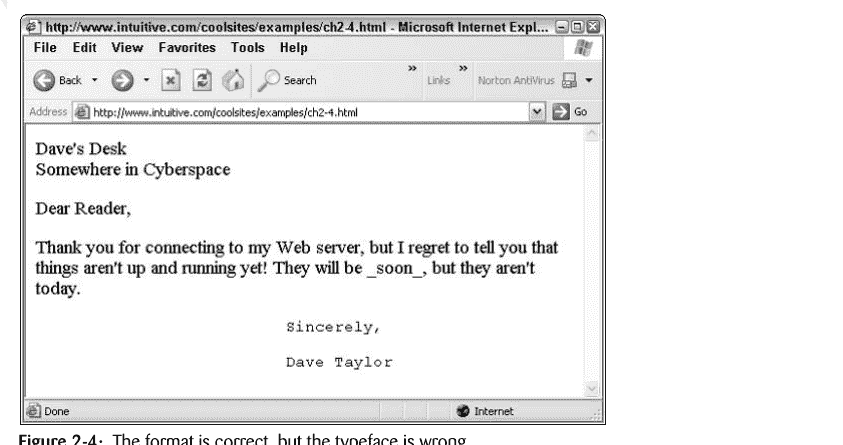 http://www.intuitive.com/coolsites/examples/ch2-4.html - Microsoft Internet Expl...
File Edit View Favorites Tools Help
Back Search » Links » Norton AntiVirus
Address http://www.intuitive.com/coolsites/examples/ch2-4.html Go
Dave's Desk
Somewhere in Cyberspace
Dear Reader,
Thank you for connecting to my Web server, but I regret to tell you that
things aren't up and running yet! They will be _soon_, but they aren't
today.
Sincerely,
Dave Taylor
Done Internet
Figure 2-4: The format is correct, but the typeface is wrong.